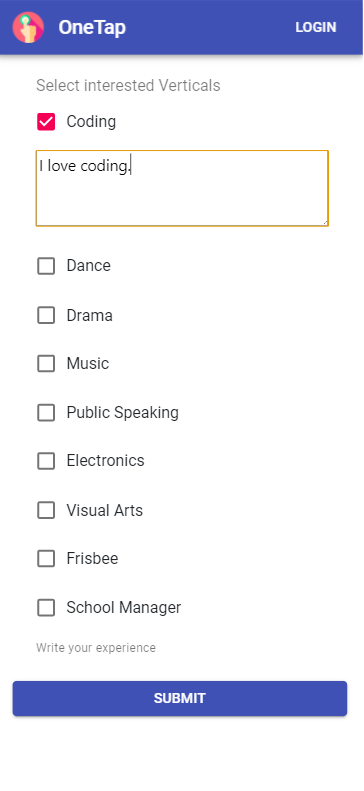 OneTap
LOGIN
Select interested Verticals
Coding
I love coding.
Dance
Drama
Music
Public Speaking
Electronics
Visual Arts
Frisbee
School Manager
Write your experience
SUBMIT